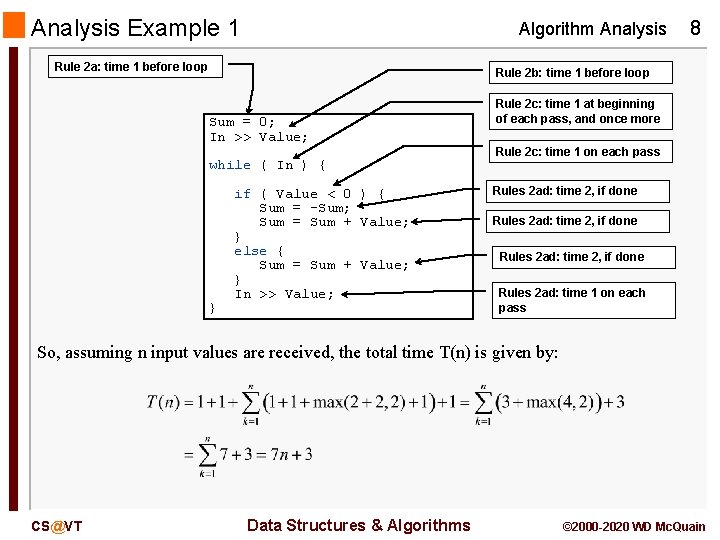 Analysis Example 1
Algorithm Analysis 8
Rule 2a: time 1 before loop
Rule 2b: time 1 before loop
Rule 2c: time 1 at beginning
of each pass, and once more
Rule 2c: time 1 on each pass
Rules 2ad: time 2, if done
Rules 2ad: time 2, if done
Rules 2ad: time 2, if done
Rules 2ad: time 1 on each
pass
Sum = 0;
In >> Value;
while ( In ) {
if ( Value < 0 ) {
Sum = -Sum;
Sum = Sum + Value;
}
else {
Sum = Sum + Value;
}
In >> Value;
}
So, assuming n input values are received, the total time T(n) is given by:
T(n) = 1+1+ \sum_{k=1}^{n} (1+1+max(2+2,2)+1)+1 = \sum_{k=1}^{n} (3+max(4,2))+3
= \sum_{k=1}^{n} 7+3 = 7n+3
CS@VT
Data Structures & Algorithms
©2000-2020 WD McQuain